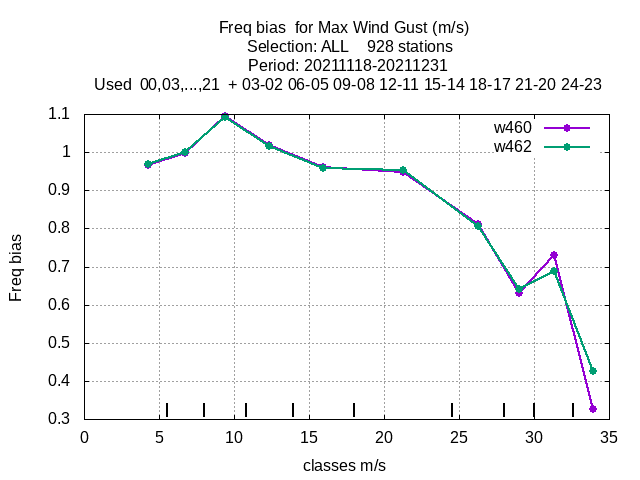 Freq bias  for Max Wind Gust (m/s)
Selection: ALL    928 stations
Period: 20211118-20211231
Used  00,03,...,21  + 03-02 06-05 09-08 12-11 15-14 18-17 21-20 24-23
w460
w462
1.1
1
0.9
0.8
0.7
0.6
0.5
0.4
0.3
Freq bias
0 5 10 15 20 25 30 35
classes m/s